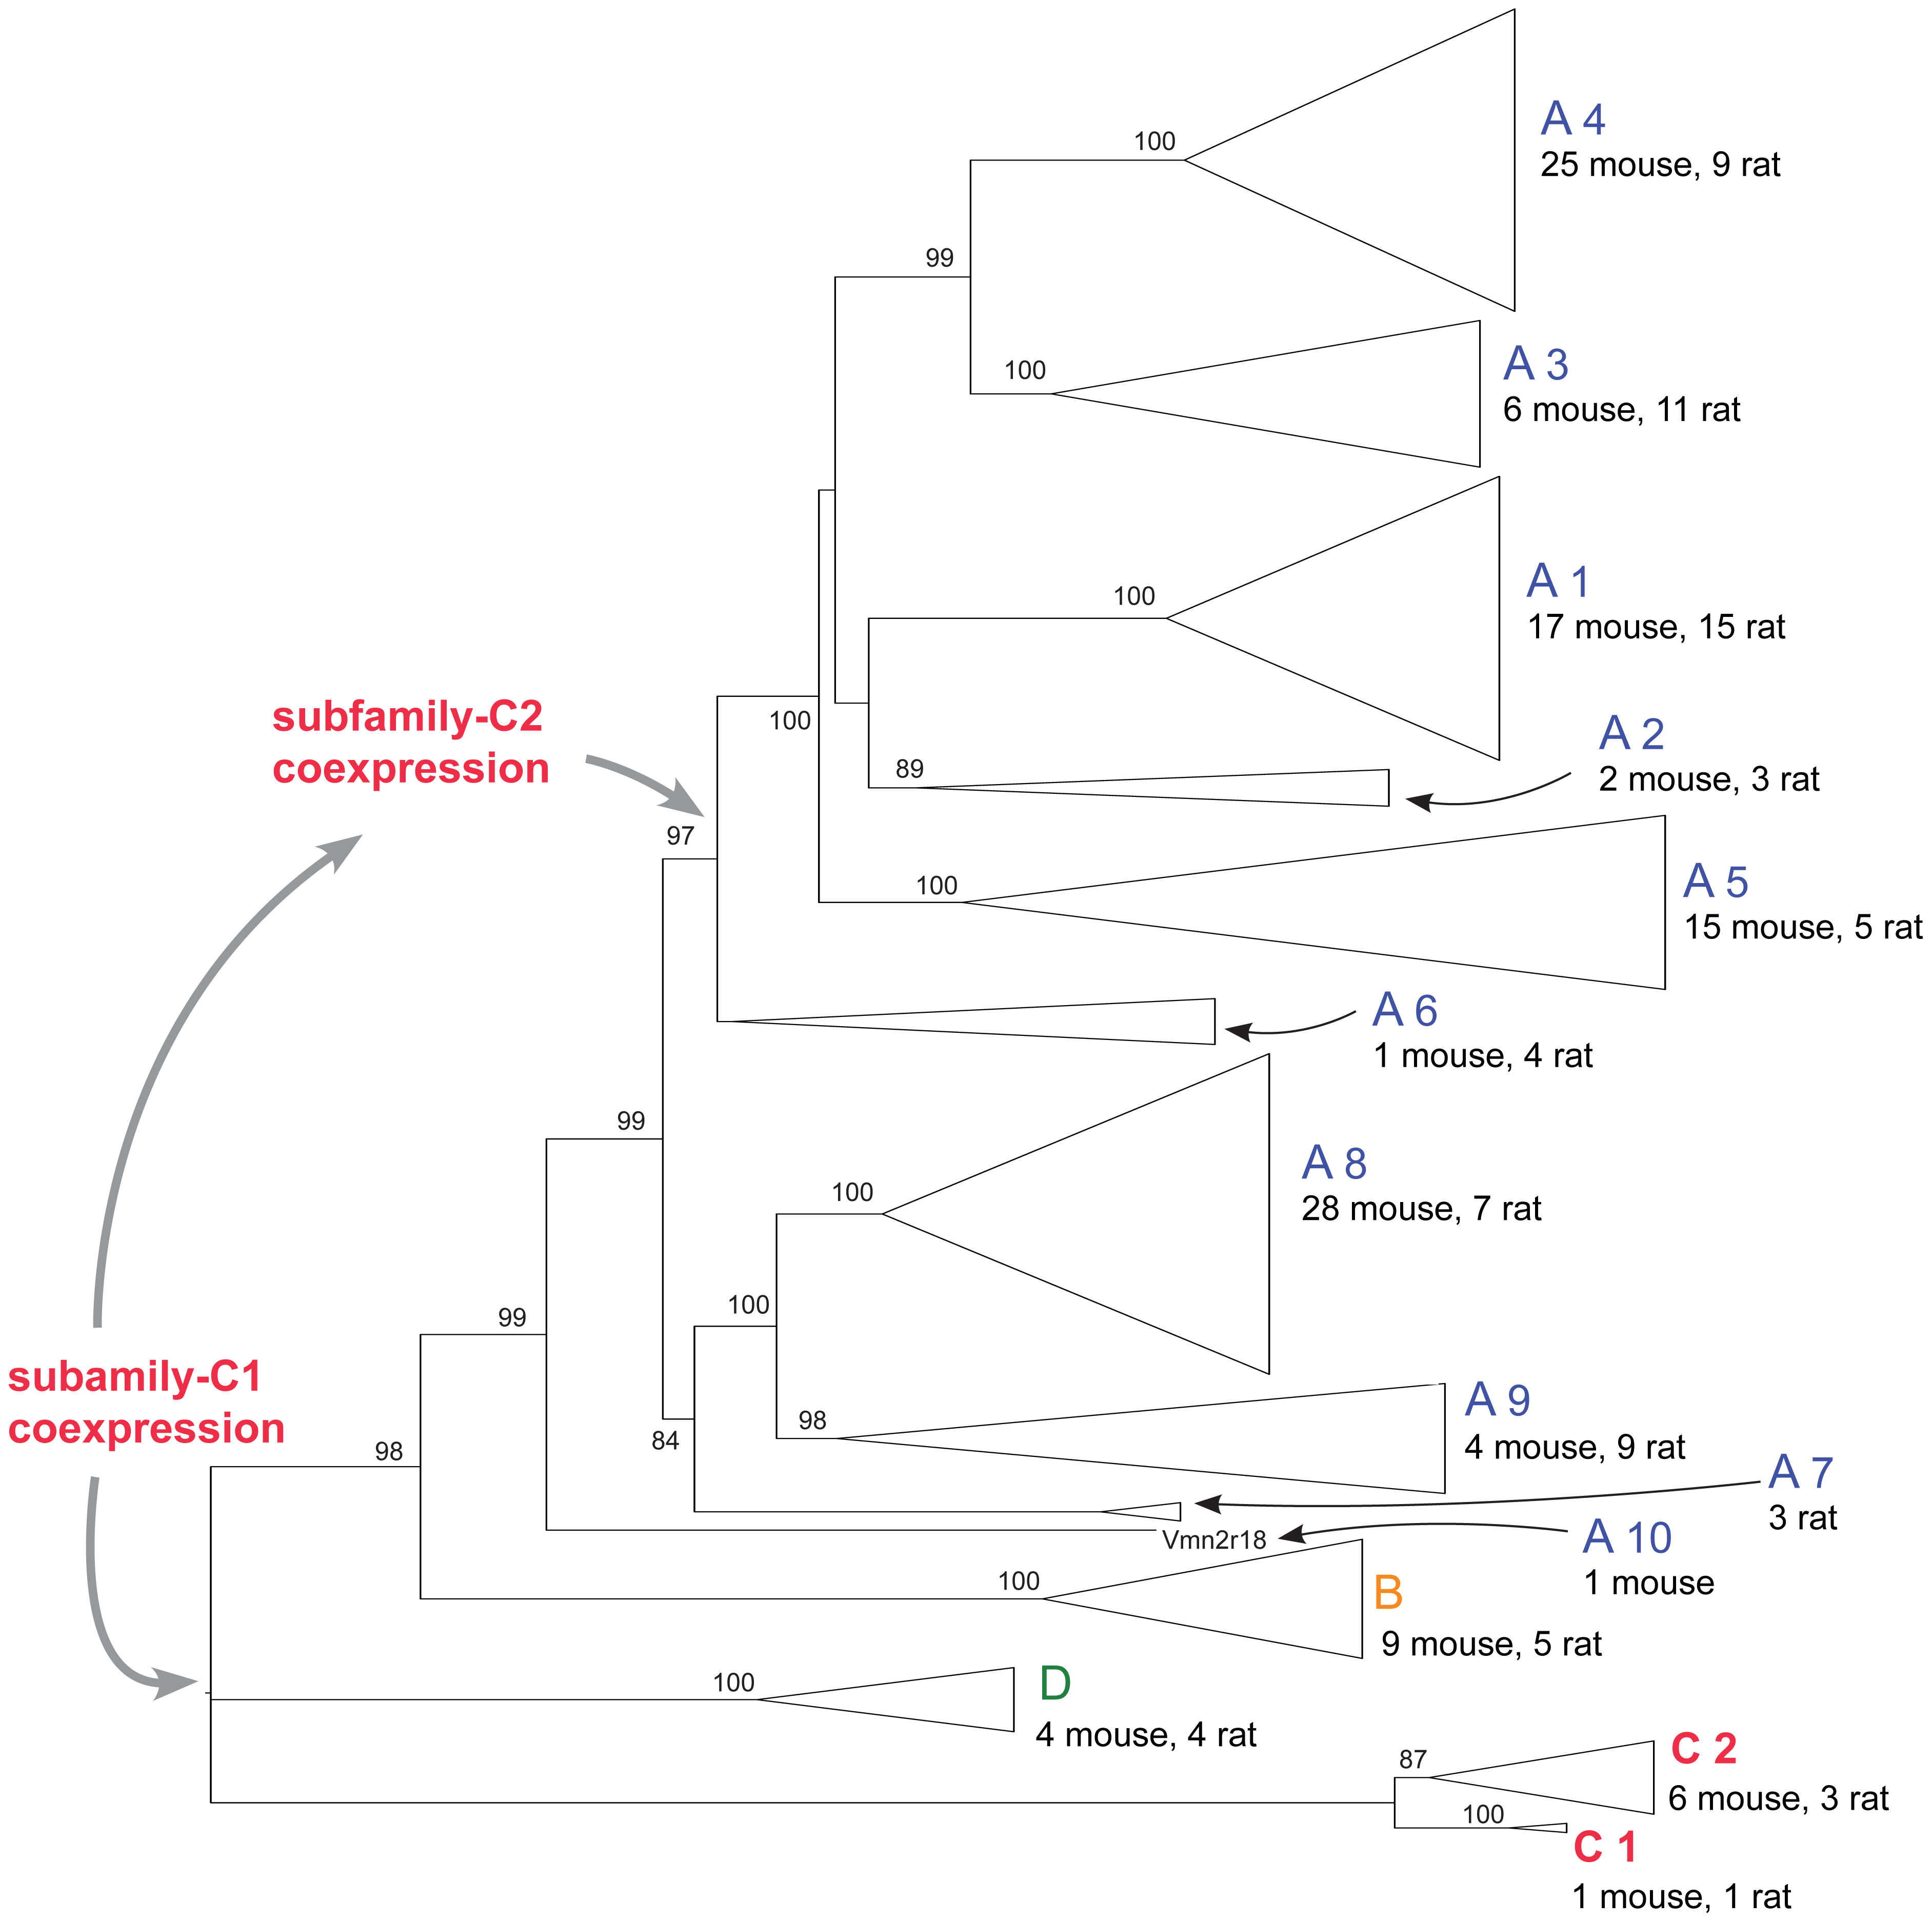 100
A 4
25 mouse, 9 rat
99
100
A 3
6 mouse, 11 rat
100
A 1
17 mouse, 15 rat
subfamily-C2
coexpression
100
A 2
2 mouse, 3 rat
89
97
100
A 5
15 mouse, 5 rat
A 6
1 mouse, 4 rat
99
100
A 8
28 mouse, 7 rat
99
100
subamily-C1
coexpression
98
84
98
A 9
4 mouse, 9 rat
A 7
3 rat
Vmn2r18
A 10
1 mouse
100
B
9 mouse, 5 rat
100
D
4 mouse, 4 rat
87
C 2
6 mouse, 3 rat
100
C 1
1 mouse, 1 rat